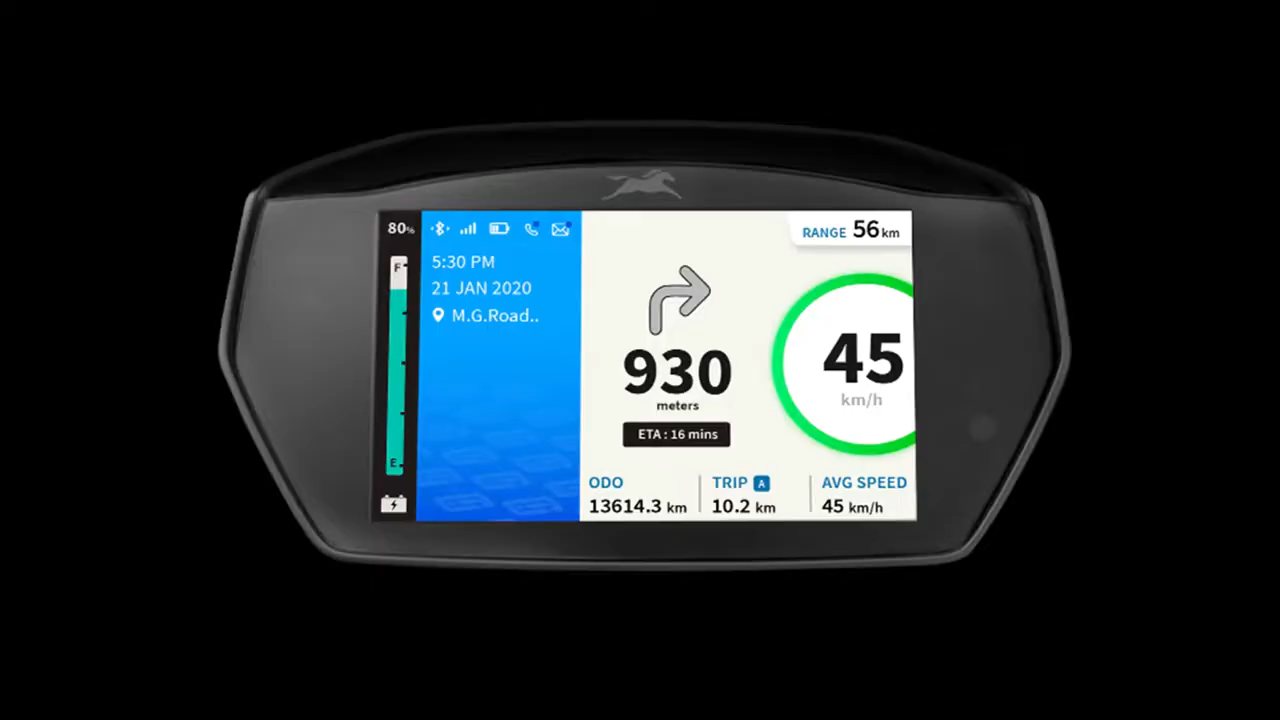 80%
F
E
5:30 PM
21 JAN 2020
M.G.Road..
930
meters
ETA : 16 mins
RANGE 56 km
45
km/h
ODO
13614.3 km
TRIP A
10.2 km
AVG SPEED
45 km/h